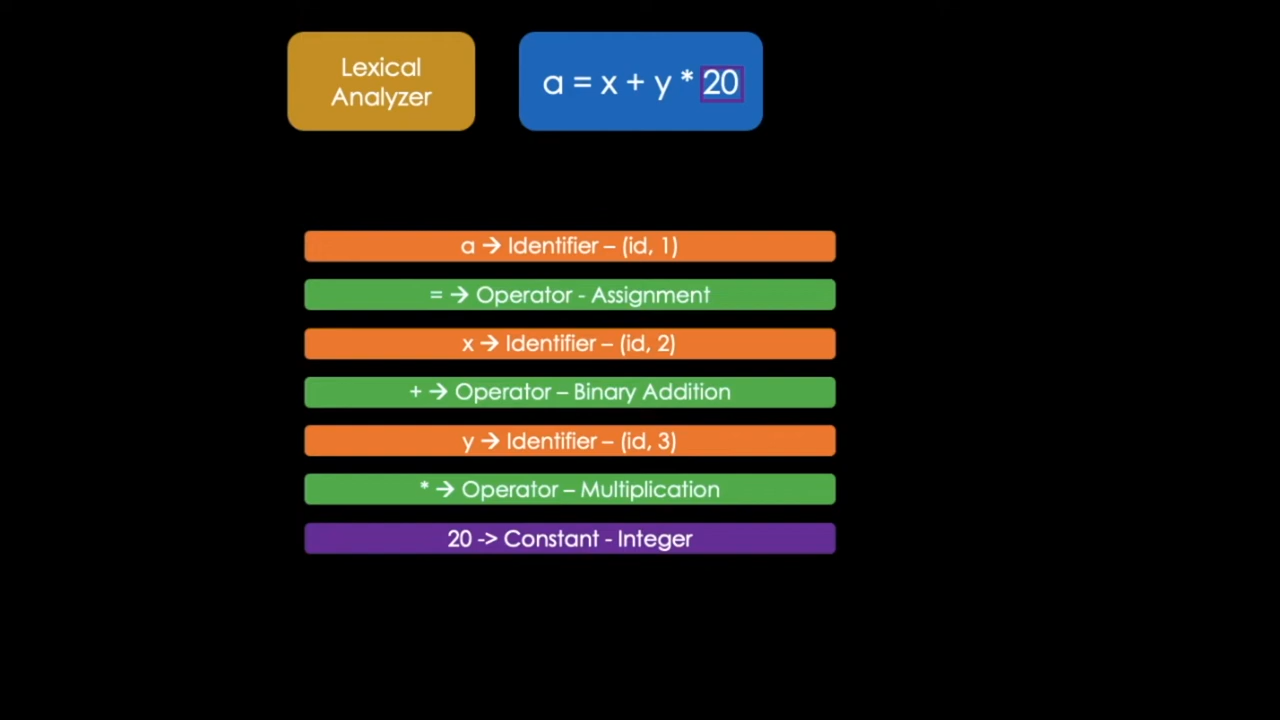 Lexical
Analyzer
a = x + y * 20
a → Identifier – (id, 1)
= → Operator - Assignment
x → Identifier – (id, 2)
+ → Operator – Binary Addition
y → Identifier – (id, 3)
* → Operator – Multiplication
20 -> Constant - Integer